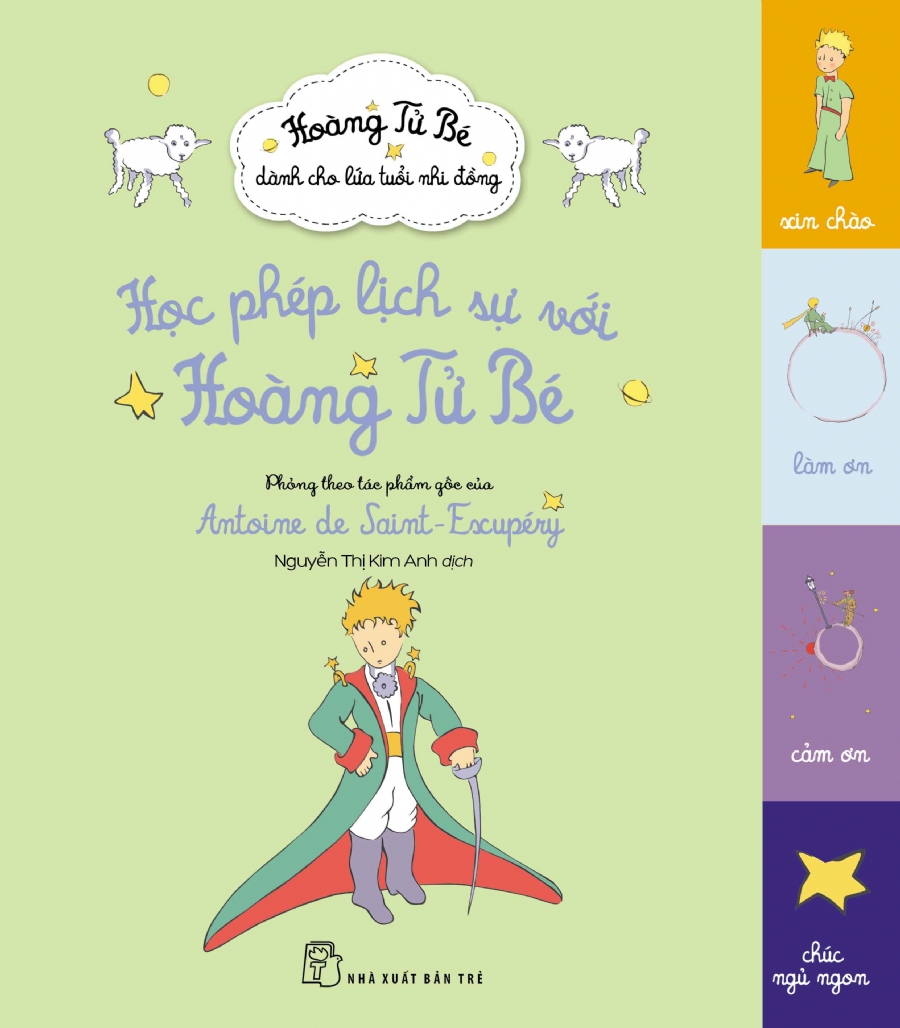 Hoàng Tử Bé
dành cho lứa tuổi nhi đồng
Học phép lịch sự với
Hoàng Tử Bé
Phỏng theo tác phẩm gốc của
Antoine de Saint-Excupéry
Nguyễn Thị Kim Anh dịch
T
NHÀ XUẤT BẢN TRẺ
xin chào
làm ơn
cảm ơn
chúc
ngủ ngon